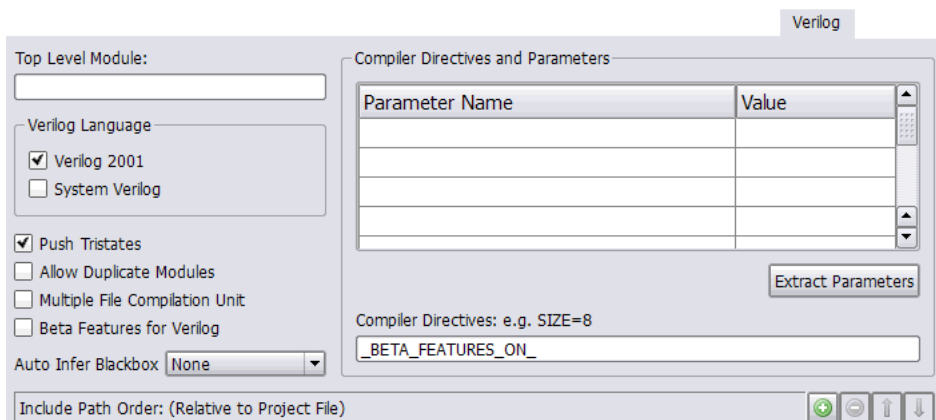 Verilog
Top Level Module:
Verilog Language
Verilog 2001
System Verilog
Push Tristates
Allow Duplicate Modules
Multiple File Compilation Unit
Beta Features for Verilog
Auto Infer Blackbox None
Compiler Directives and Parameters
Parameter Name Value
Extract Parameters
Compiler Directives: e.g. SIZE=8
_BETA_FEATURES_ON_
Include Path Order: (Relative to Project File)